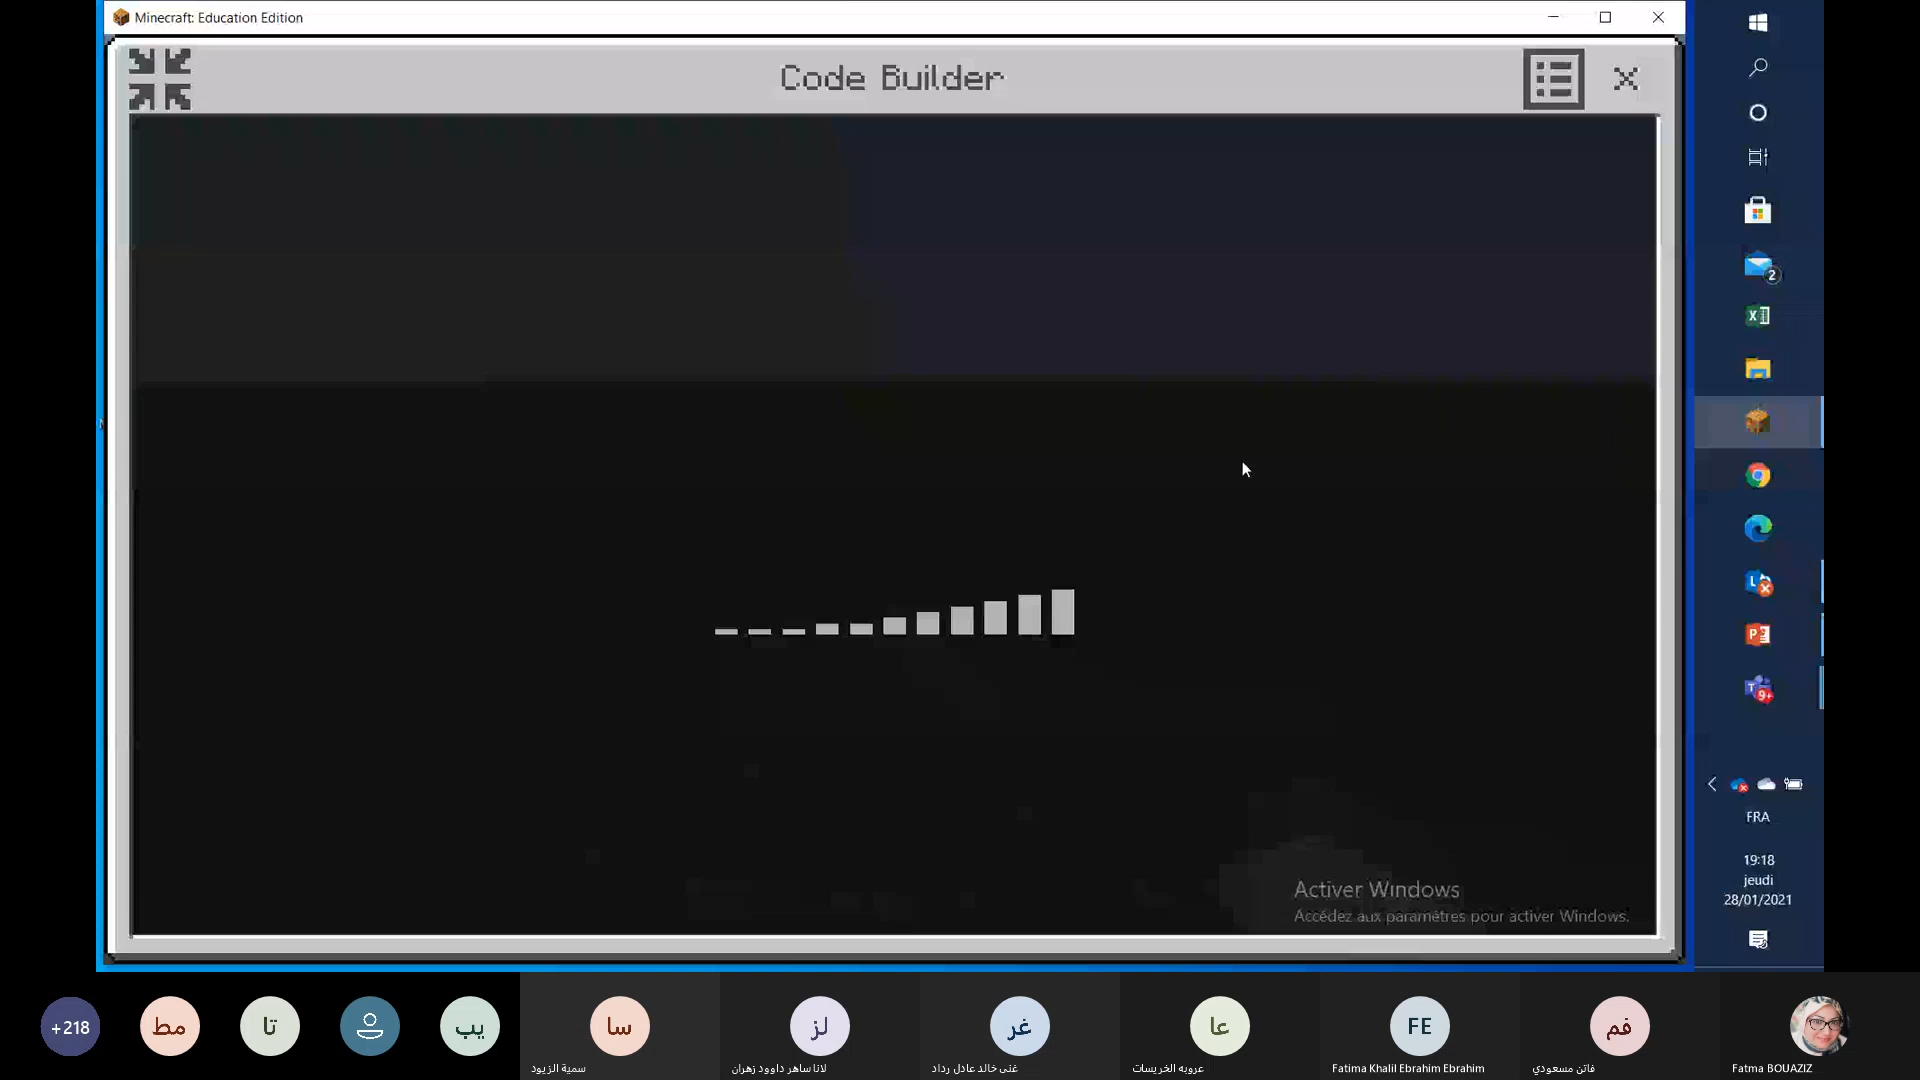 Minecraft: Education Edition
Code Builder
2
9+
FRA
19:18
jeudi
28/01/2021
Activer Windows
Accédez aux paramètres pour activer Windows.
+218
مط
تا
يب
سا
سمية الزيود
لز
لانا ساهر داوود زهران
غر
غنى خالد عادل رداد
عا
عروبه الخريسات
FE
Fatima Khalil Ebrahim Ebrahim
فم
فاتن مسعودي
Fatma BOUAZIZ